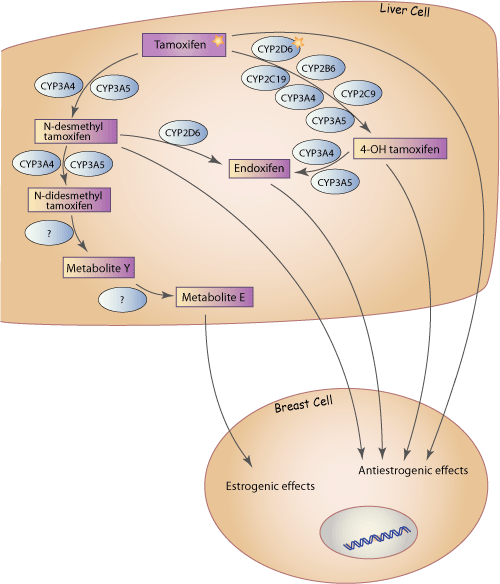 Liver Cell
Tamoxifen
CYP2D6
CYP2B6
CYP2C19
CYP2C9
CYP3A4
CYP3A5
CYP3A4
CYP3A5
N-desmethyl
tamoxifen
CYP2D6
4-OH tamoxifen
CYP3A4
CYP3A5
Endoxifen
CYP3A4
CYP3A5
N-didesmethyl
tamoxifen
?
Metabolite Y
?
Metabolite E
Breast Cell
Estrogenic effects
Antiestrogenic effects